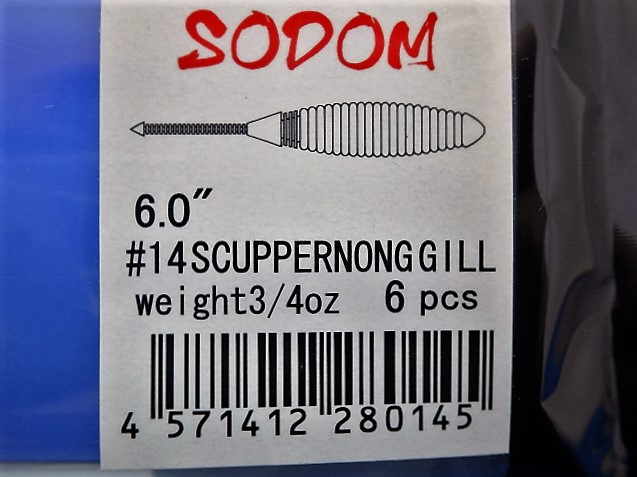 SODOM
6.0″
#14SCUPPERNONGGILL
weight3/4oz 6 pcs
4 571412 280145